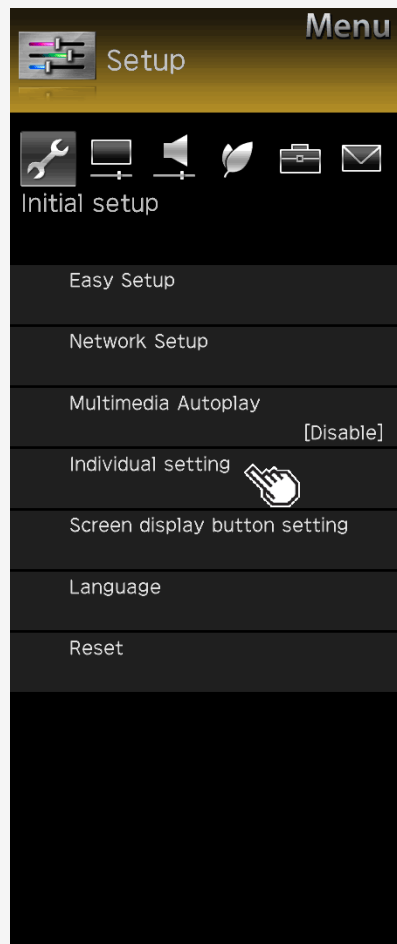 Menu
Setup
Initial setup
Easy Setup
Network Setup
Multimedia Autoplay
[Disable]
Individual setting
Screen display button setting
Language
Reset